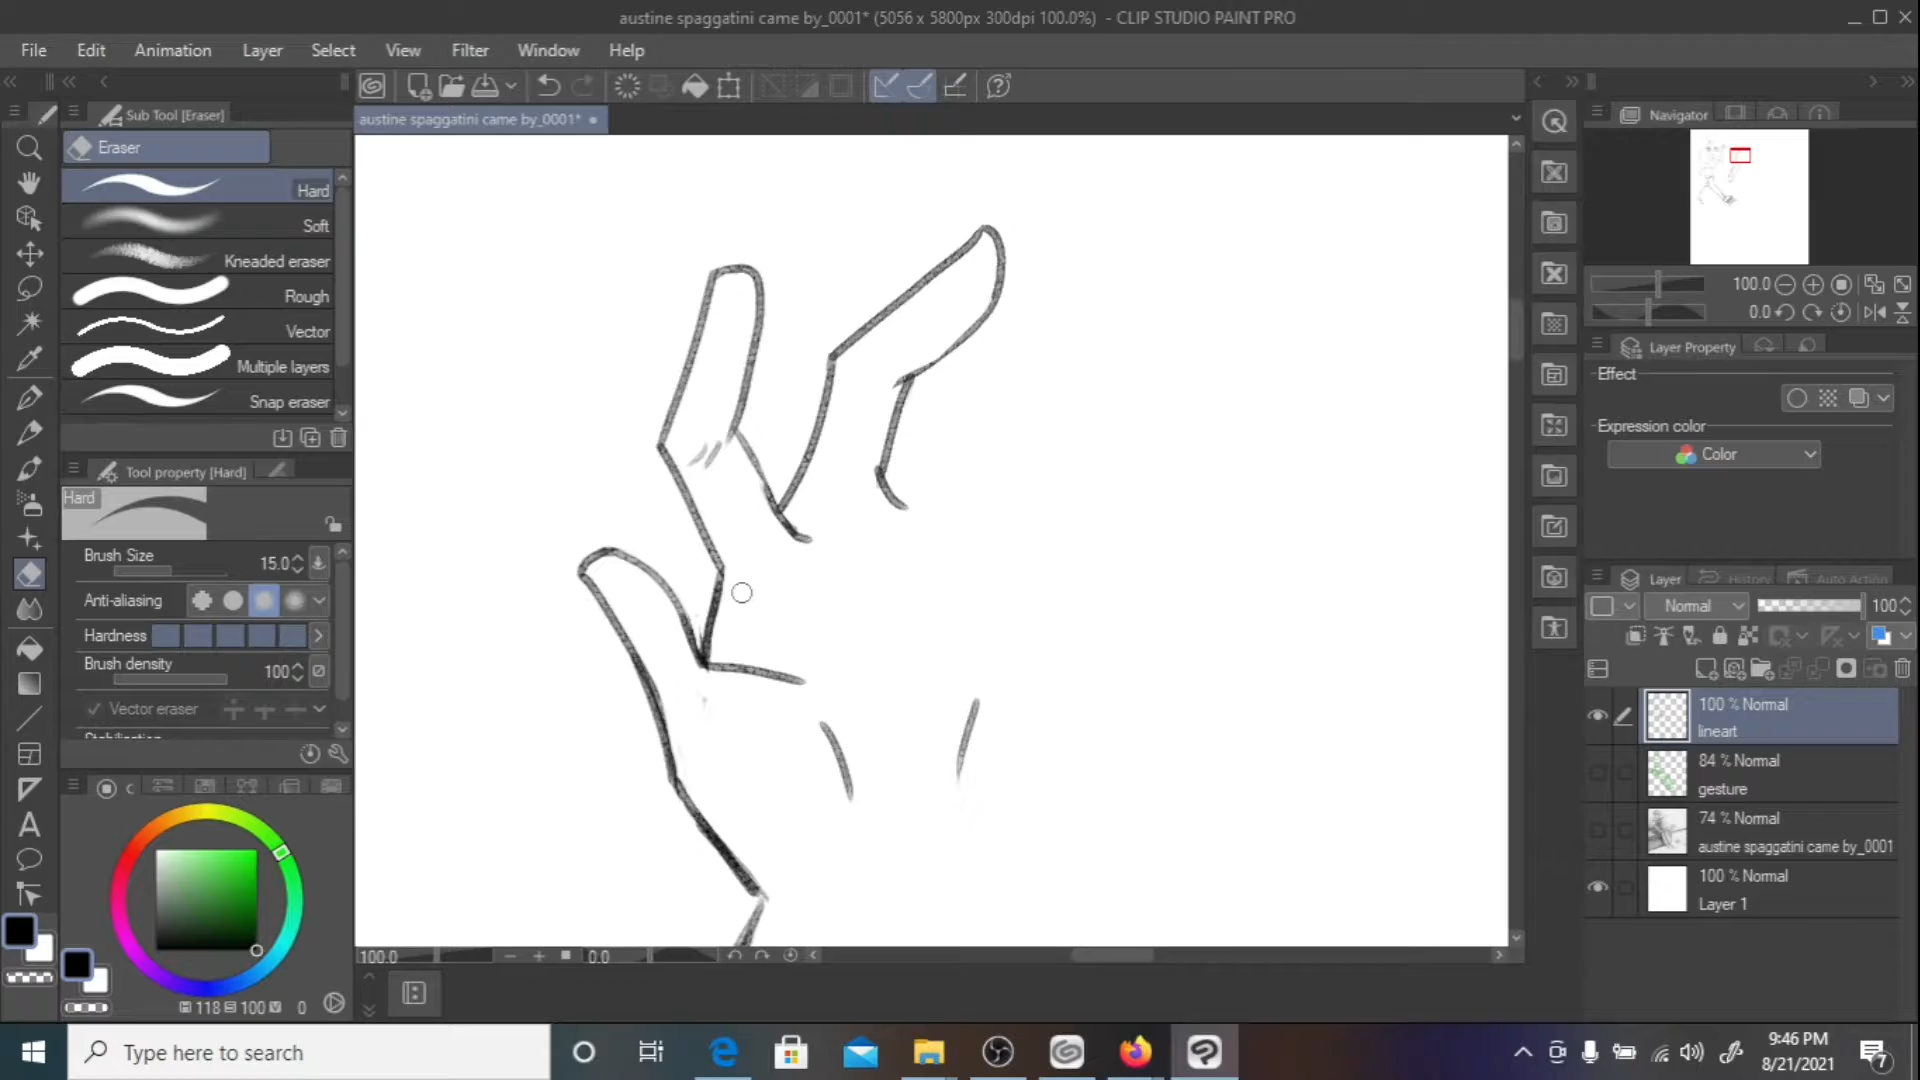 austine spaggatini came by_0001* (5056 x 5800px 300dpi 100.0%) - CLIP STUDIO PAINT PRO
File Edit Animation Layer Select View Filter Window Help
Sub Tool [Eraser]
austine spaggatini came by_0001*
Navigator
Eraser
Hard
Soft
Kneaded eraser
Rough
Vector
Multiple layers
Snap eraser
100.0
0.0
Layer Property
Effect
Expression color
Color
Tool property [Hard]
Hard
Brush Size 15.0
Anti-aliasing
Hardness
Brush density 100
Vector eraser
Layer History Auto Action
Normal 100
100 % Normal
lineart
84 % Normal
gesture
74 % Normal
austine spaggatini came by_0001
100 % Normal
Layer 1
A
100.0 0.0
118 100 0
Type here to search
9:46 PM
8/21/2021
7